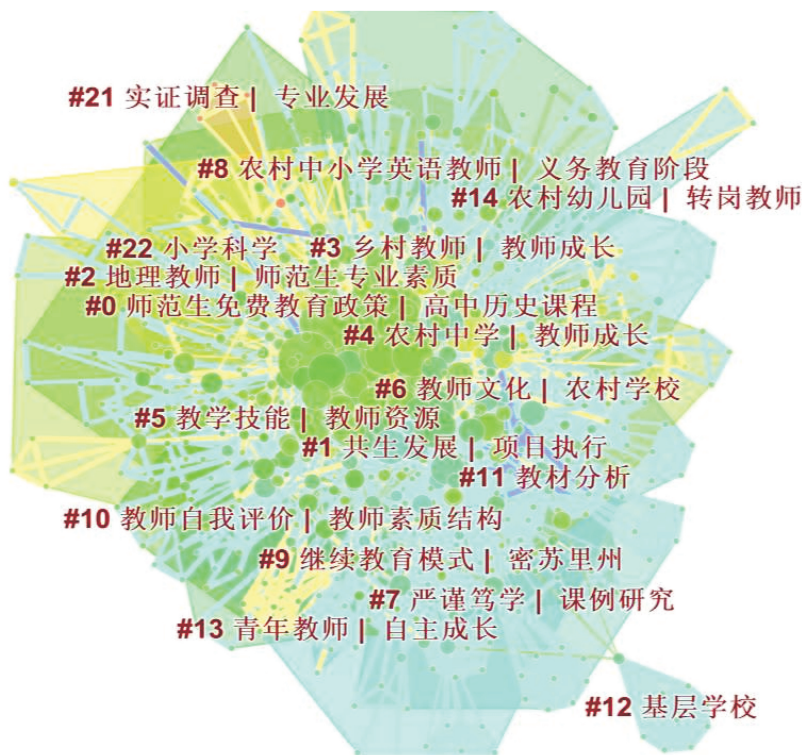 #21 实证调查 | 专业发展
#8 农村中小学英语教师 | 义务教育阶段
#14 农村幼儿园 | 转岗教师
#22 小学科学
#3 乡村教师 | 教师成长
#2 地理教师 | 师范生专业素质
#0 师范生免费教育政策 | 高中历史课程
#4 农村中学 | 教师成长
#6 教师文化 | 农村学校
#5 教学技能 | 教师资源
#1 共生发展 | 项目执行
#11 教材分析
#10 教师自我评价 | 教师素质结构
#9 继续教育模式 | 密苏里州
#7 严谨笃学 | 课例研究
#13 青年教师 | 自主成长
#12 基层学校